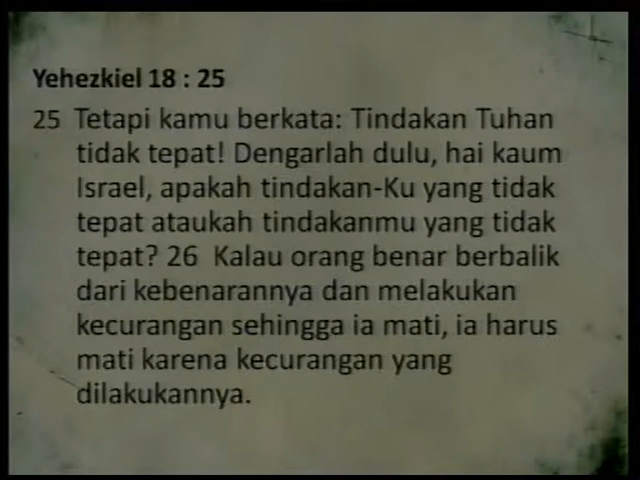 Yehezkiel 18 : 25
25 Tetapi kamu berkata: Tindakan Tuhan
tidak tepat! Dengarlah dulu, hai kaum
Israel, apakah tindakan-Ku yang tidak
tepat ataukah tindakanmu yang tidak
tepat? 26 Kalau orang benar berbalik
dari kebenarannya dan melakukan
kecurangan sehingga ia mati, ia harus
mati karena kecurangan yang
dilakukannya.